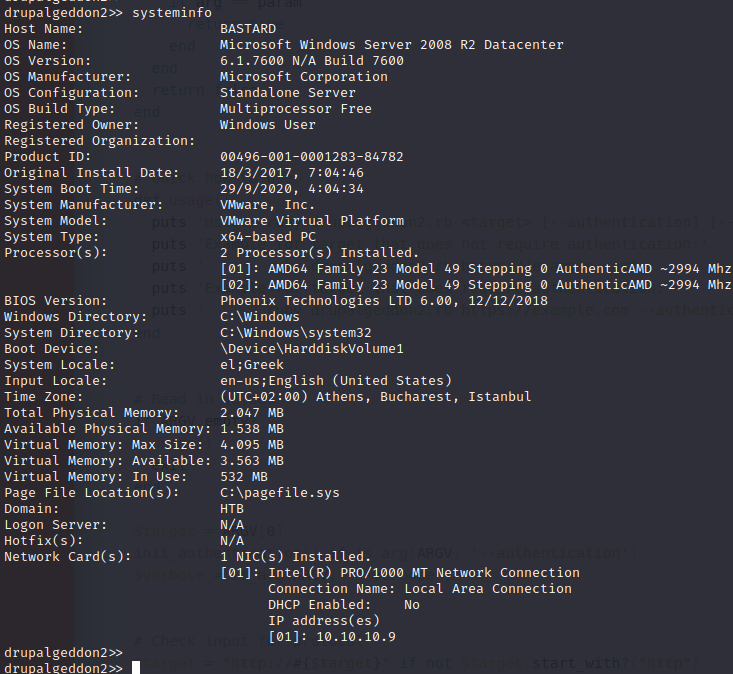 drupalgeddon2>> systeminfo
Host Name: BASTARD
OS Name: Microsoft Windows Server 2008 R2 Datacenter
OS Version: 6.1.7600 N/A Build 7600
OS Manufacturer: Microsoft Corporation
OS Configuration: Standalone Server
OS Build Type: Multiprocessor Free
Registered Owner: Windows User
Registered Organization:
Product ID: 00496-001-0001283-84782
Original Install Date: 18/3/2017, 7:04:46
System Boot Time: 29/9/2020, 4:04:34
System Manufacturer: VMware, Inc.
System Model: VMware Virtual Platform
System Type: x64-based PC
Processor(s): 2 Processor(s) Installed.
[01]: AMD64 Family 23 Model 49 Stepping 0 AuthenticAMD ~2994 Mhz
[02]: AMD64 Family 23 Model 49 Stepping 0 AuthenticAMD ~2994 Mhz
BIOS Version: Phoenix Technologies LTD 6.00, 12/12/2018
Windows Directory: C:\Windows
System Directory: C:\Windows\system32
Boot Device: \Device\HarddiskVolume1
System Locale: el;Greek
Input Locale: en-us;English (United States)
Time Zone: (UTC+02:00) Athens, Bucharest, Istanbul
Total Physical Memory: 2.047 MB
Available Physical Memory: 1.538 MB
Virtual Memory: Max Size: 4.095 MB
Virtual Memory: Available: 3.563 MB
Virtual Memory: In Use: 532 MB
Page File Location(s): C:\pagefile.sys
Domain: HTB
Logon Server: N/A
Hotfix(s): N/A
Network Card(s): 1 NIC(s) Installed.
[01]: Intel(R) PRO/1000 MT Network Connection
Connection Name: Local Area Connection
DHCP Enabled: No
IP address(es)
[01]: 10.10.10.9
drupalgeddon2>>
drupalgeddon2>>